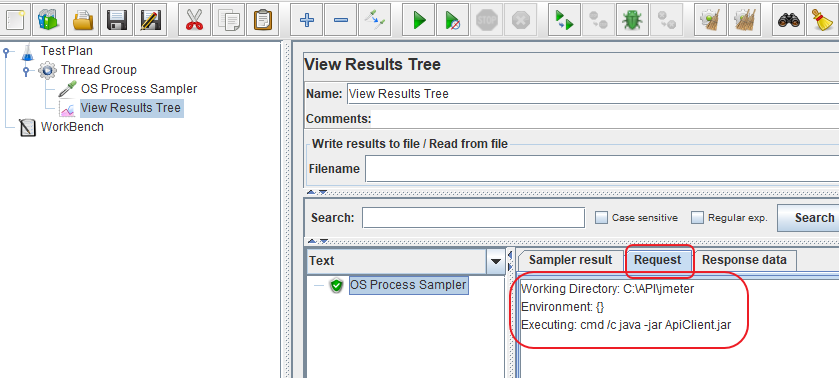 Test Plan
Thread Group
OS Process Sampler
View Results Tree
WorkBench
STOP
View Results Tree
Name: View Results Tree
Comments:
Write results to file / Read from file
Filename
Search: Case sensitive Regular exp. Search
Text
OS Process Sampler
Sampler result Request Response data
Working Directory: C:\API\jmeter
Environment: {}
Executing: cmd /c java -jar ApiClient.jar